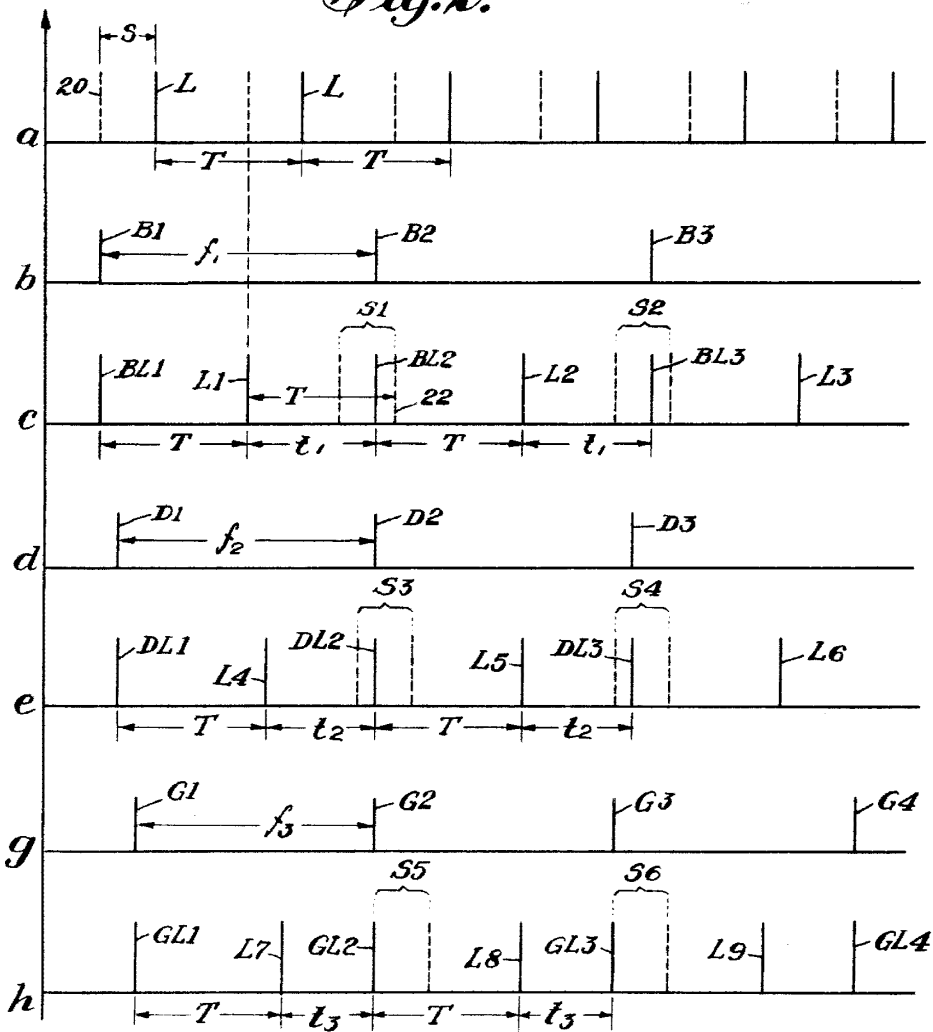 Fig. 2.
S
20 L L
a
T T
B1 B2 B3
f₁
b
S1 S2
BL1 L1 BL2 L2 BL3 L3
T 22
c
T t₁ T t₁
D1 D2 D3
f₂
d
S3 S4
DL1 L4 DL2 L5 DL3 L6
e
T t₂ T t₂
G1 G2 G3 G4
f₃
g
S5 S6
GL1 L7 GL2 L8 GL3 L9 GL4
h
T t₃ T t₃